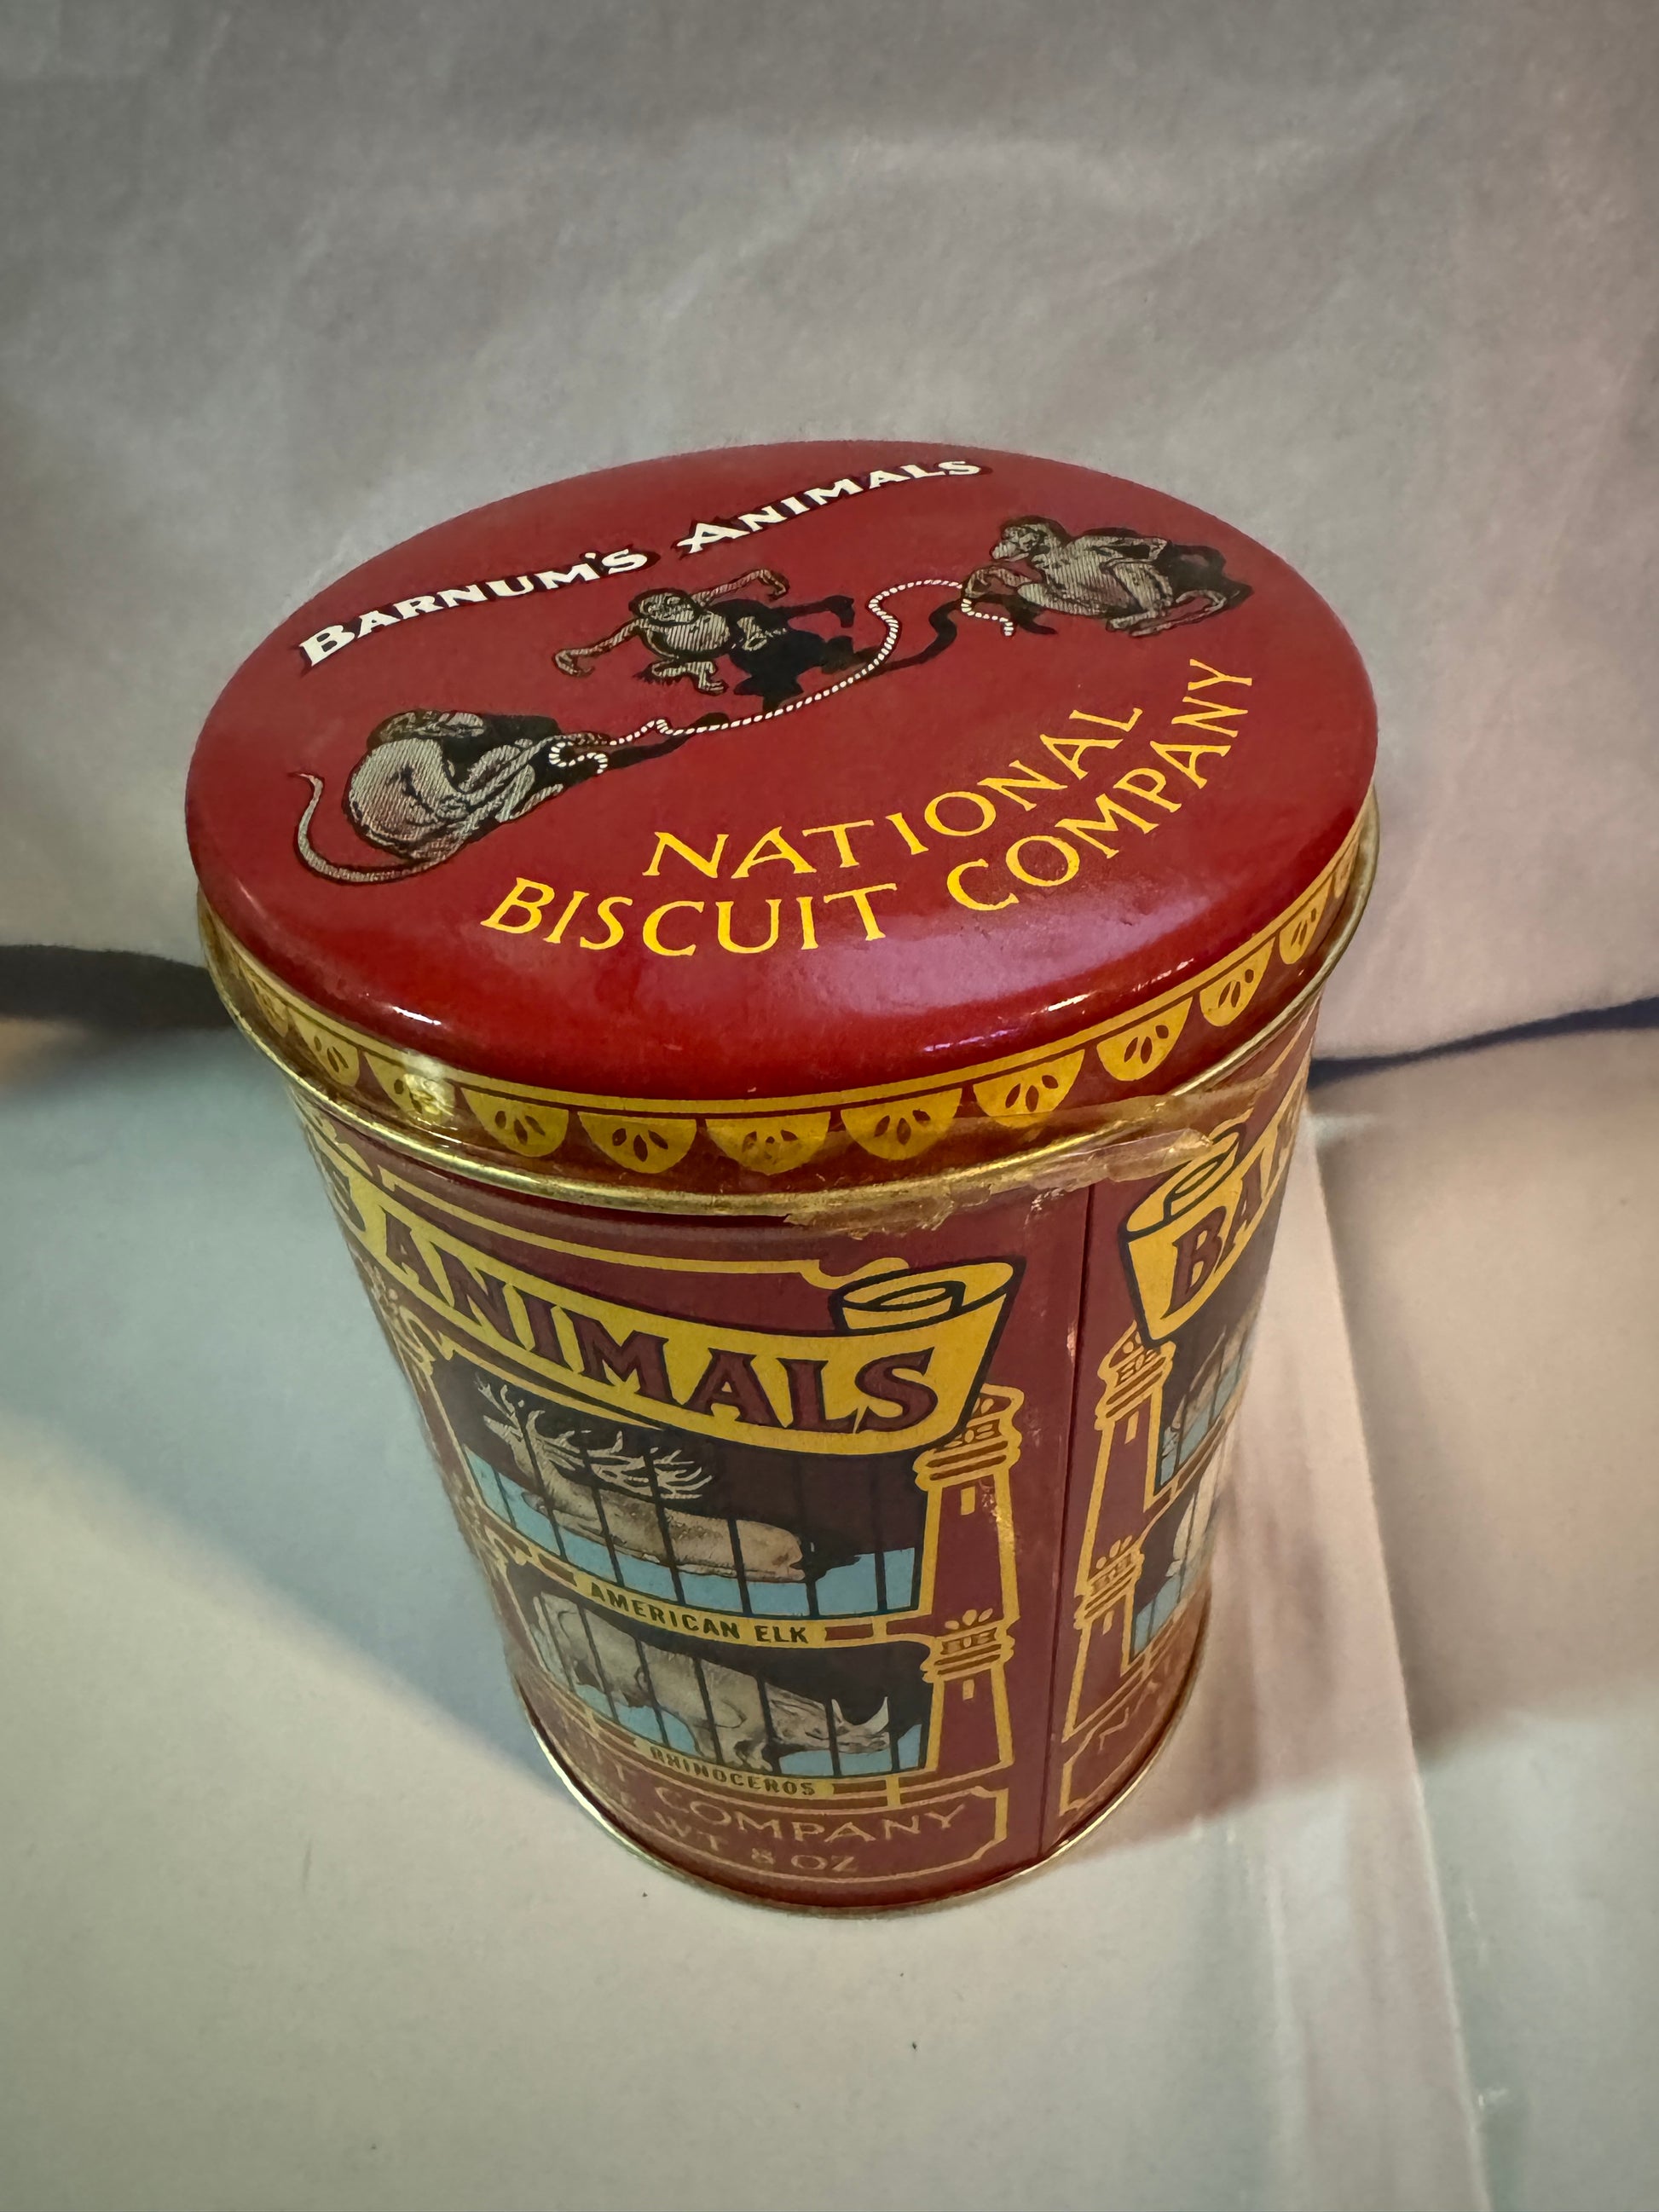 BARNUM'S ANIMALS
NATIONAL
BISCUIT COMPANY
ANIMALS
AMERICAN ELK
RHINOCEROS
COMPANY
WT 8 OZ